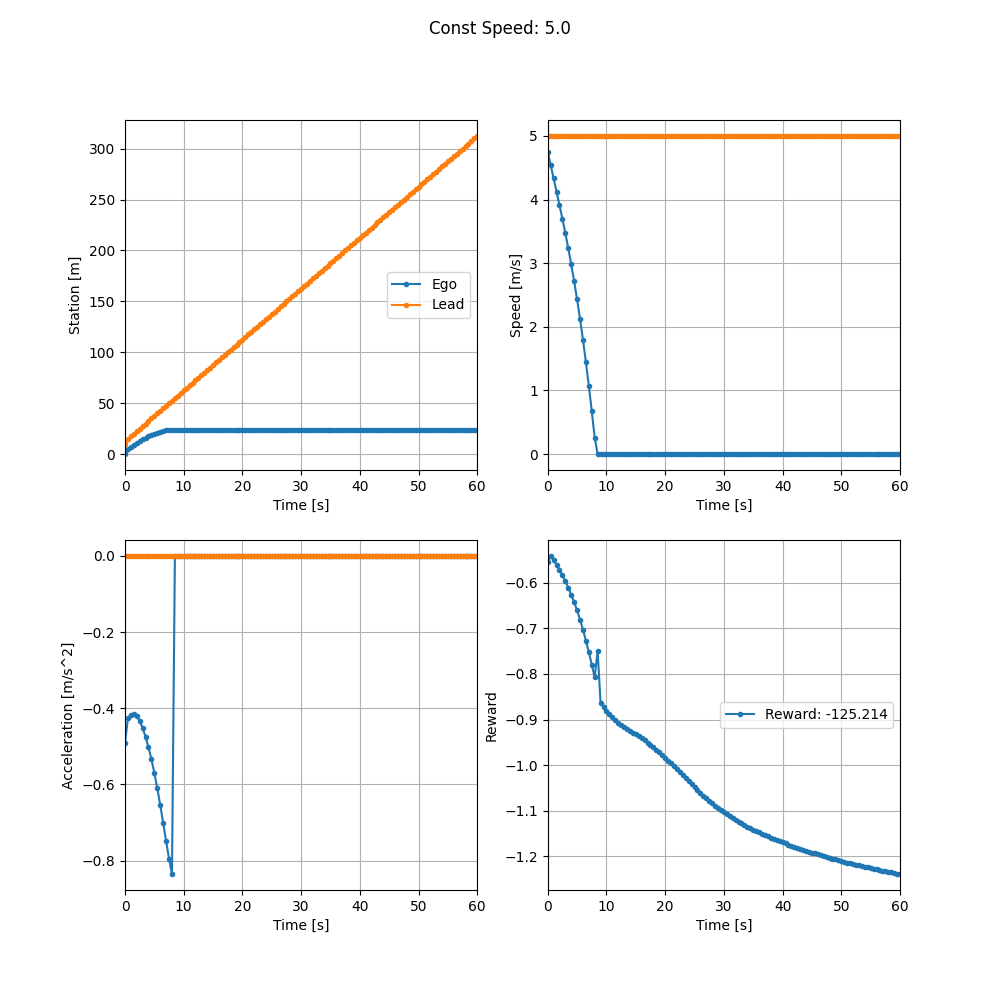 Const Speed: 5.0
300
250
200
150
100
50
0
Station [m]
Ego
Lead
0 10 20 30 40 50 60
Time [s]
5
4
3
2
1
0
Speed [m/s]
0 10 20 30 40 50 60
Time [s]
0.0
−0.2
−0.4
−0.6
−0.8
Acceleration [m/s^2]
0 10 20 30 40 50 60
Time [s]
−0.6
−0.7
−0.8
−0.9
−1.0
−1.1
−1.2
Reward
Reward: -125.214
0 10 20 30 40 50 60
Time [s]